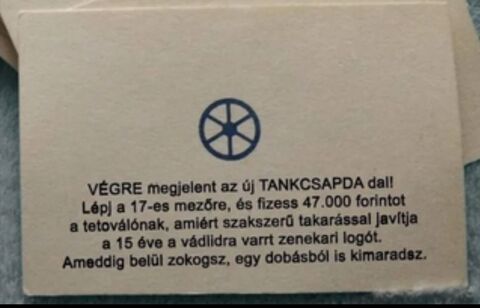 VÉGRE megjelent az új TANKCSAPDA dal!
Lépj a 17-es mezőre, és fizess 47.000 forintot
a tetoválónak, amiért szakszerű takarással javítja
a 15 éve a vádlidra varrt zenekari logót.
Ameddig belül zokogsz, egy dobásból is kimaradsz.